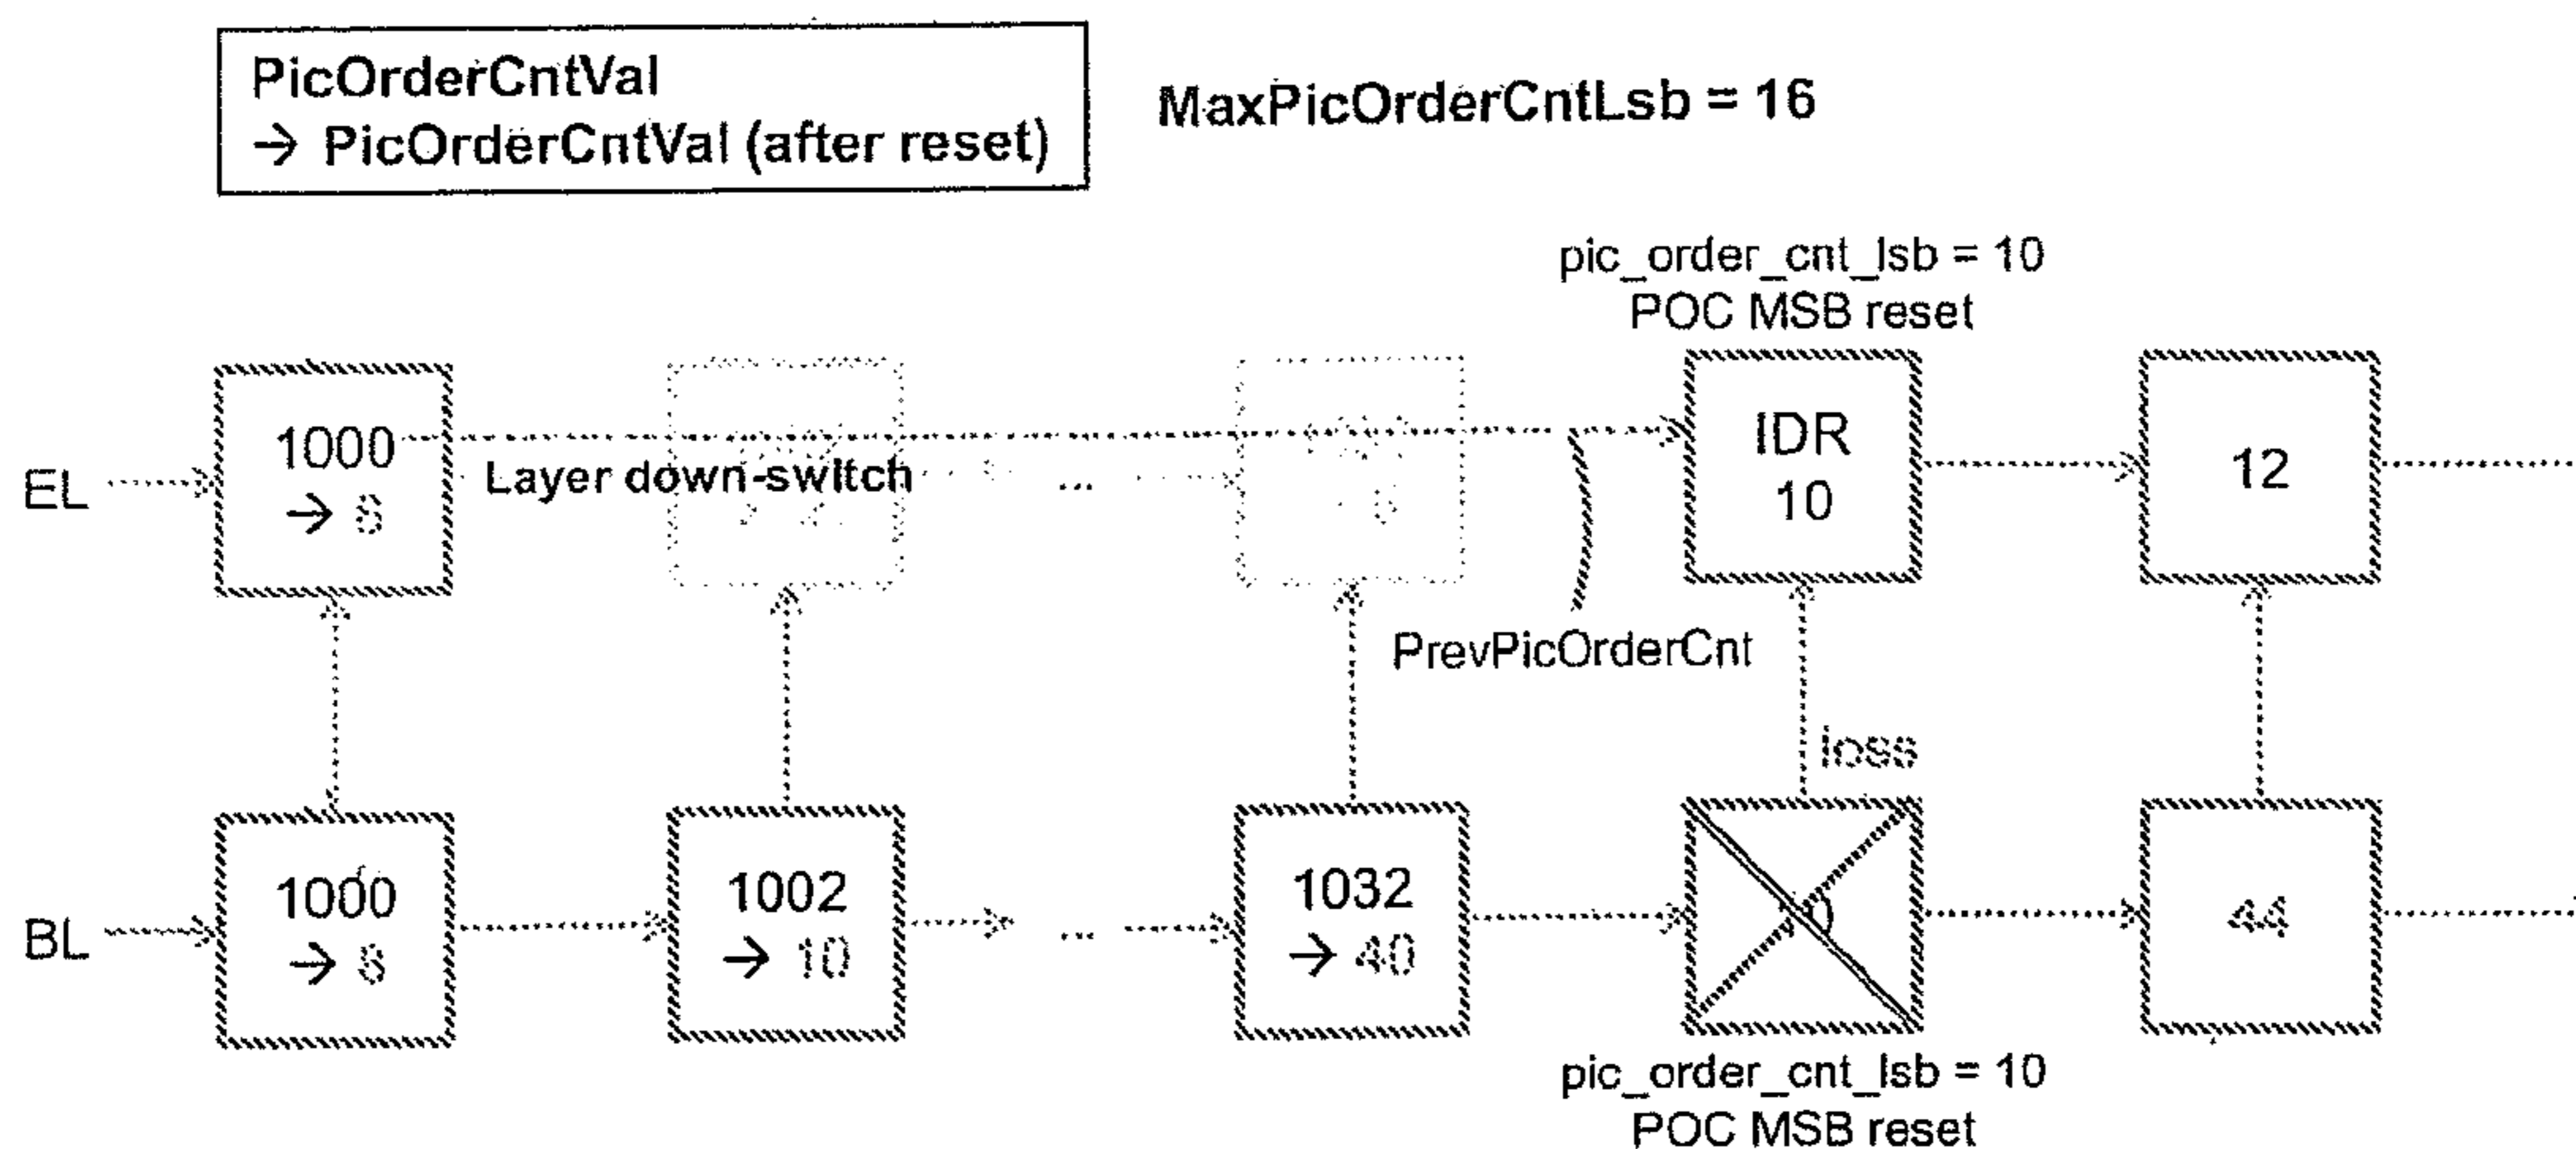 PicOrderCntVal
→ PicOrderCntVal (after reset)
MaxPicOrderCntLsb = 16
pic_order_cnt_lsb = 10
POC MSB reset
EL
1000
→ 8
Layer down-switch
...
IDR
10
12
PrevPicOrderCnt
loss
BL
1000
→ 8
1002
→ 10
...
1032
→ 40
44
pic_order_cnt_lsb = 10
POC MSB reset